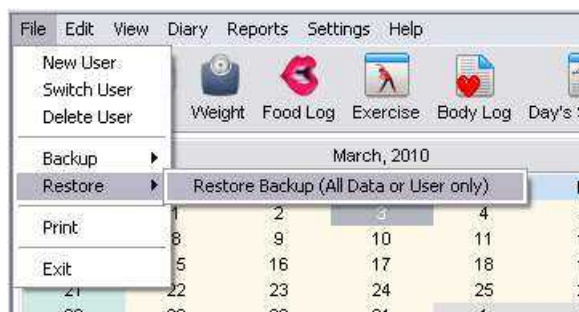 File Edit View Diary Reports Settings Help
New User
Switch User
Delete User
Weight Food Log Exercise Body Log Day's
Backup
March, 2010
Restore
Restore Backup (All Data or User only)
1 2 3 4
Print
8 9 10 11
Exit
5 16 17 18
21 22 23 24 25